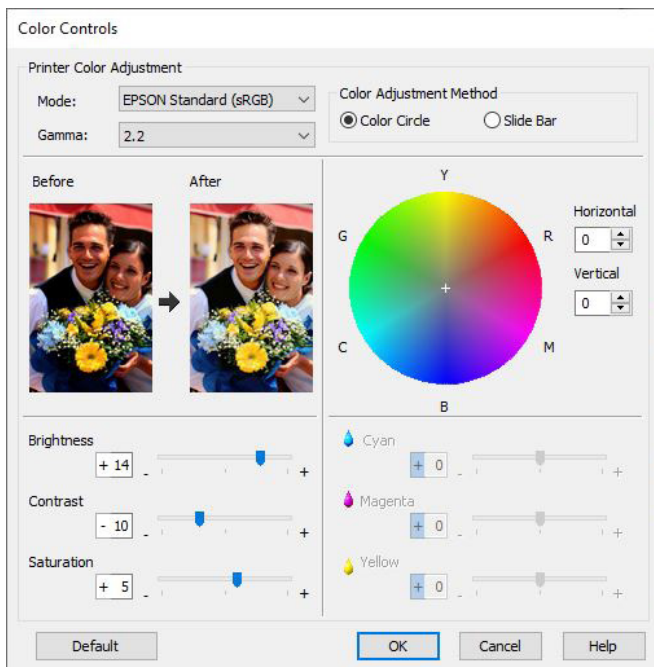 Color Controls
Printer Color Adjustment
Mode: EPSON Standard (sRGB)
Gamma: 2.2
Color Adjustment Method
Color Circle Slide Bar
Before After
Y
G R
C M
B
Horizontal
0
Vertical
0
Brightness
+ 14 - +
Contrast
- 10 - +
Saturation
+ 5 - +
Cyan
+ 0 - +
Magenta
+ 0 - +
Yellow
+ 0 - +
Default OK Cancel Help